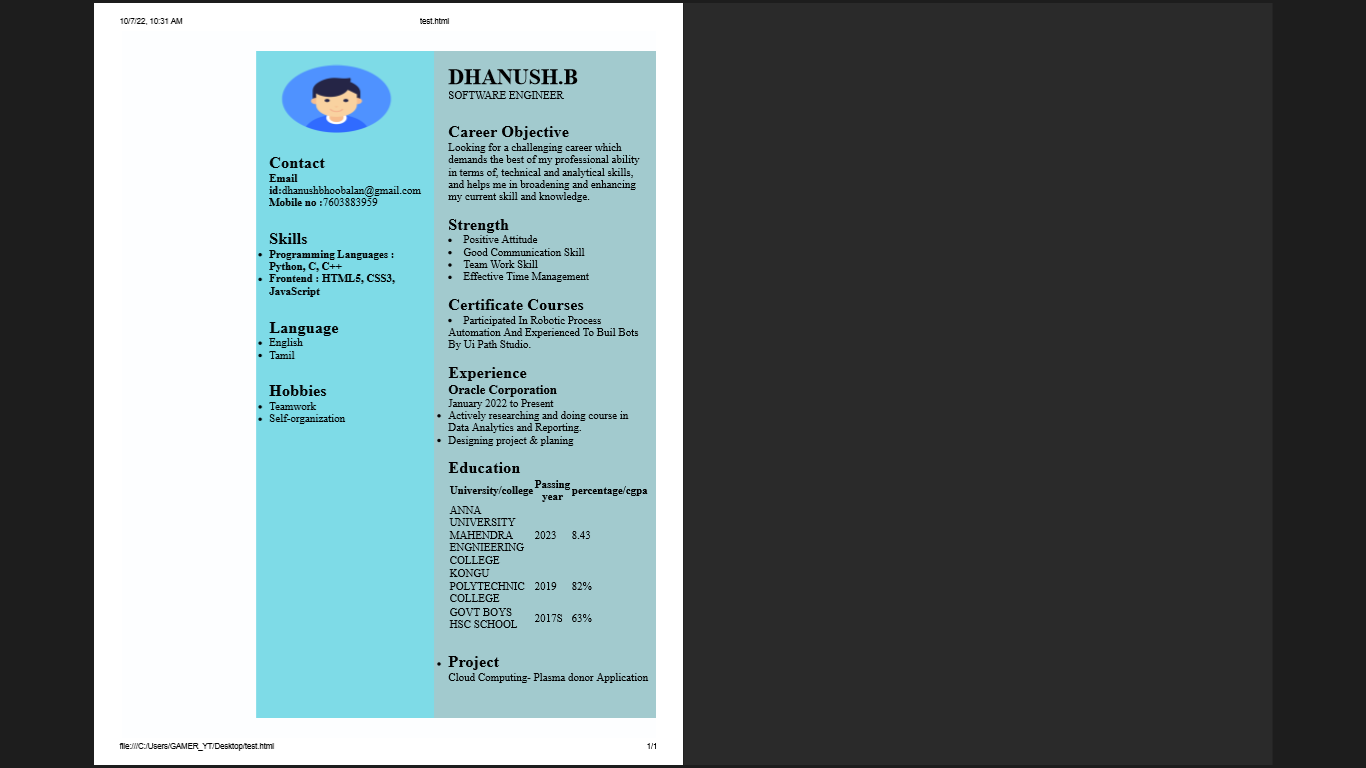 10/7/22, 10:31 AM
test.html
Contact
Email
id:dhanushbhoobalan@gmail.com
Mobile no :7603883959
Skills
• Programming Languages :
Python, C, C++
• Frontend : HTML5, CSS3,
JavaScript
Language
• English
• Tamil
Hobbies
• Teamwork
• Self-organization
DHANUSH.B
SOFTWARE ENGINEER
Career Objective
Looking for a challenging career which
demands the best of my professional ability
in terms of, technical and analytical skills,
and helps me in broadening and enhancing
my current skill and knowledge.
Strength
• Positive Attitude
• Good Communication Skill
• Team Work Skill
• Effective Time Management
Certificate Courses
• Participated In Robotic Process
Automation And Experienced To Buil Bots
By Ui Path Studio.
Experience
Oracle Corporation
January 2022 to Present
• Actively researching and doing course in
Data Analytics and Reporting.
• Designing project & planing
Education
University/college Passing year percentage/cgpa
ANNA
UNIVERSITY
MAHENDRA 2023 8.43
ENGNIEERING
COLLEGE
KONGU
POLYTECHNIC 2019 82%
COLLEGE
GOVT BOYS
HSC SCHOOL 2017S 63%
• Project
Cloud Computing- Plasma donor Application
file:///C:/Users/GAMER_YT/Desktop/test.html
1/1